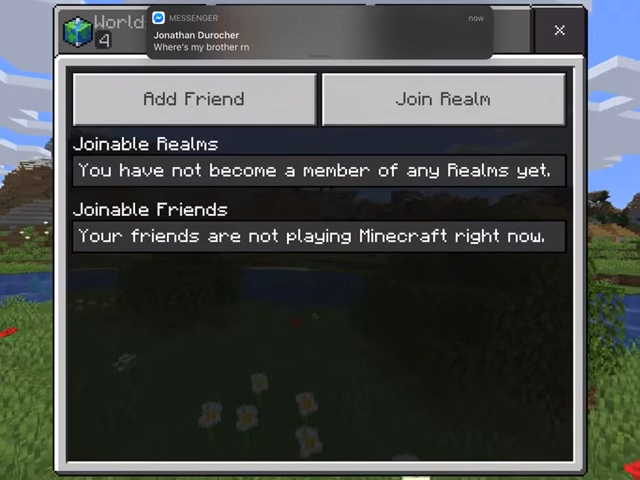 Worlds
4
MESSENGER
now
Jonathan Durocher
Where's my brother rn
Add Friend
Join Realm
Joinable Realms
You have not become a member of any Realms yet.
Joinable Friends
Your friends are not playing Minecraft right now.